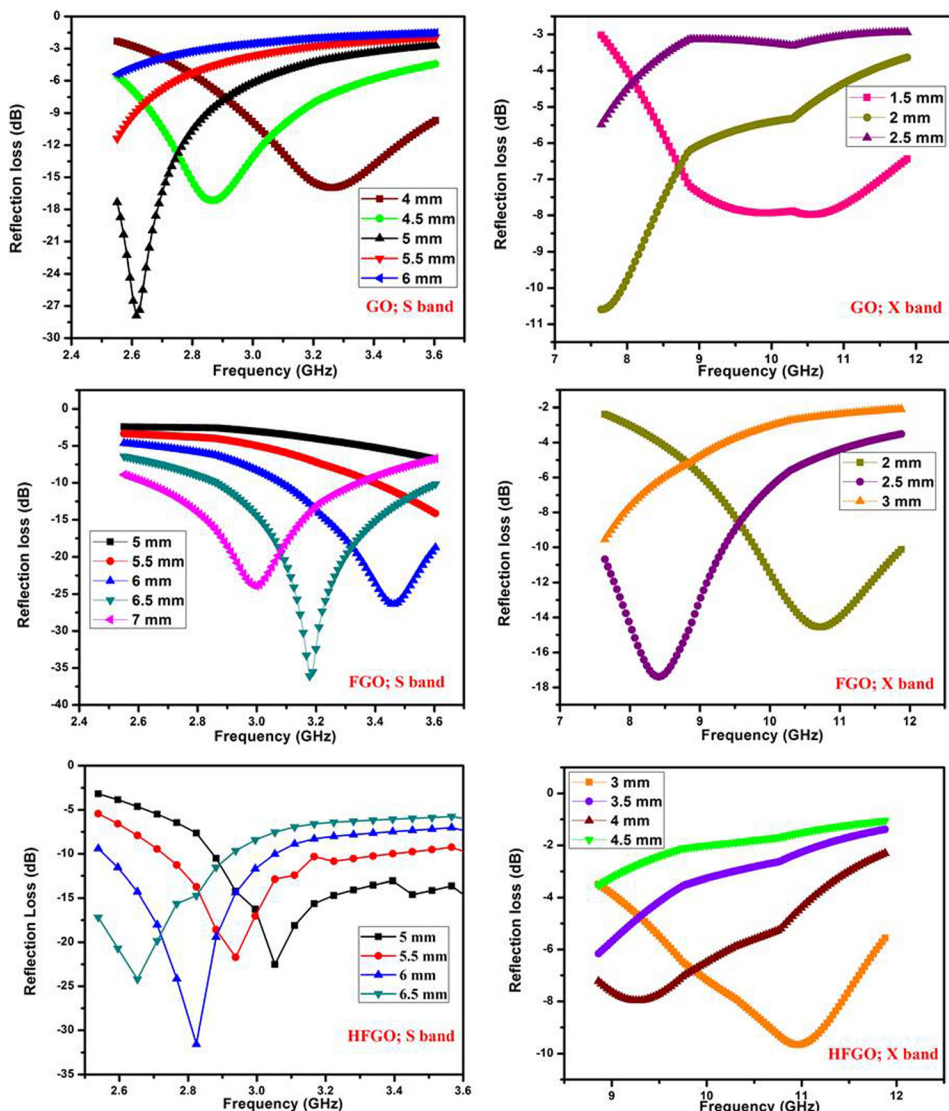 -3
-6
-9
-12
-15
-18
-21
-24
-27
-30
Reflection loss (dB)
4 mm
4.5 mm
5 mm
5.5 mm
6 mm
GO; S band
2.4 2.6 2.8 3.0 3.2 3.4 3.6
Frequency (GHz)
-3
-4
-5
-6
-7
-8
-9
-10
-11
Reflection loss (dB)
1.5 mm
2 mm
2.5 mm
GO; X band
7 8 9 10 11 12
Frequency (GHz)
0
-5
-10
-15
-20
-25
-30
-35
-40
Reflection loss (dB)
5 mm
5.5 mm
6 mm
6.5 mm
7 mm
FGO; S band
2.4 2.6 2.8 3.0 3.2 3.4 3.6
Frequency (GHz)
-2
-4
-6
-8
-10
-12
-14
-16
-18
Reflection loss (dB)
2 mm
2.5 mm
3 mm
FGO; X band
7 8 9 10 11 12
Frequency (GHz)
0
-5
-10
-15
-20
-25
-30
-35
Reflection Loss (dB)
5 mm
5.5 mm
6 mm
6.5 mm
HFGO; S band
2.6 2.8 3.0 3.2 3.4 3.6
Frequency (GHz)
0
-2
-4
-6
-8
-10
Reflection loss (dB)
3 mm
3.5 mm
4 mm
4.5 mm
HFGO; X band
9 10 11 12
Frequency (GHz)